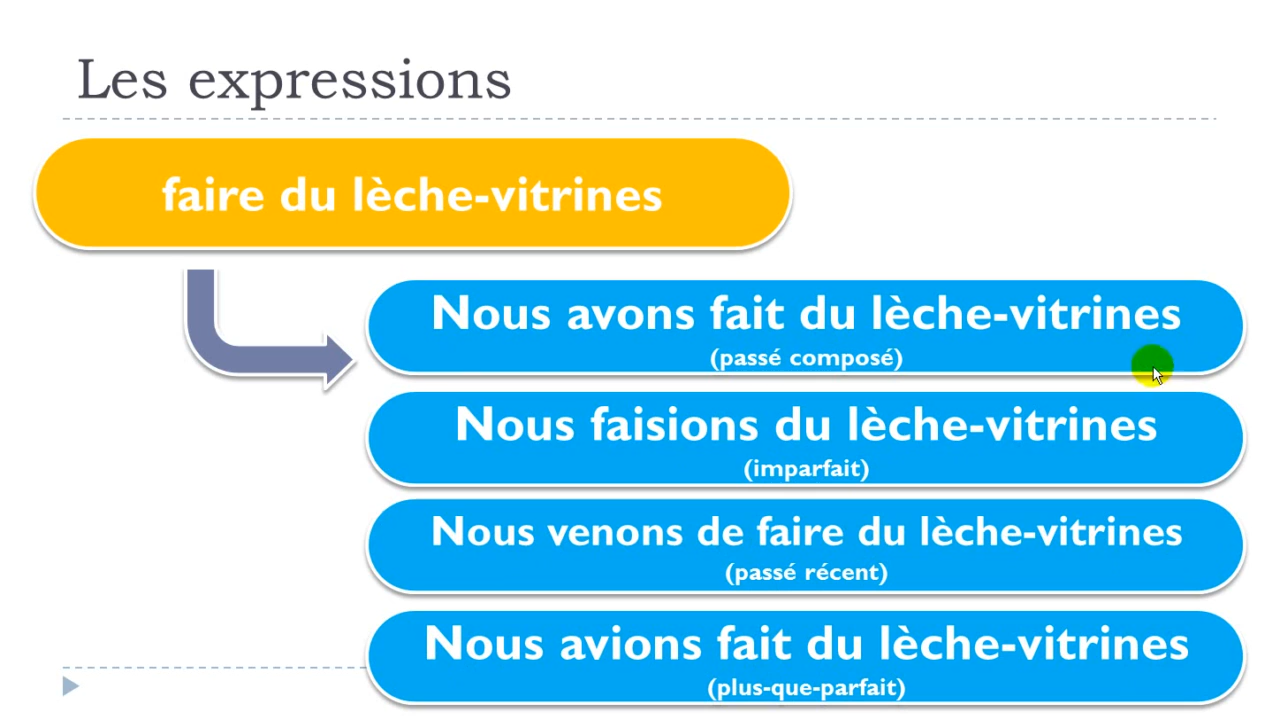 Les expressions
faire du lèche-vitrines
Nous avons fait du lèche-vitrines
(passé composé)
Nous faisions du lèche-vitrines
(imparfait)
Nous venons de faire du lèche-vitrines
(passé récent)
Nous avions fait du lèche-vitrines
(plus-que-parfait)